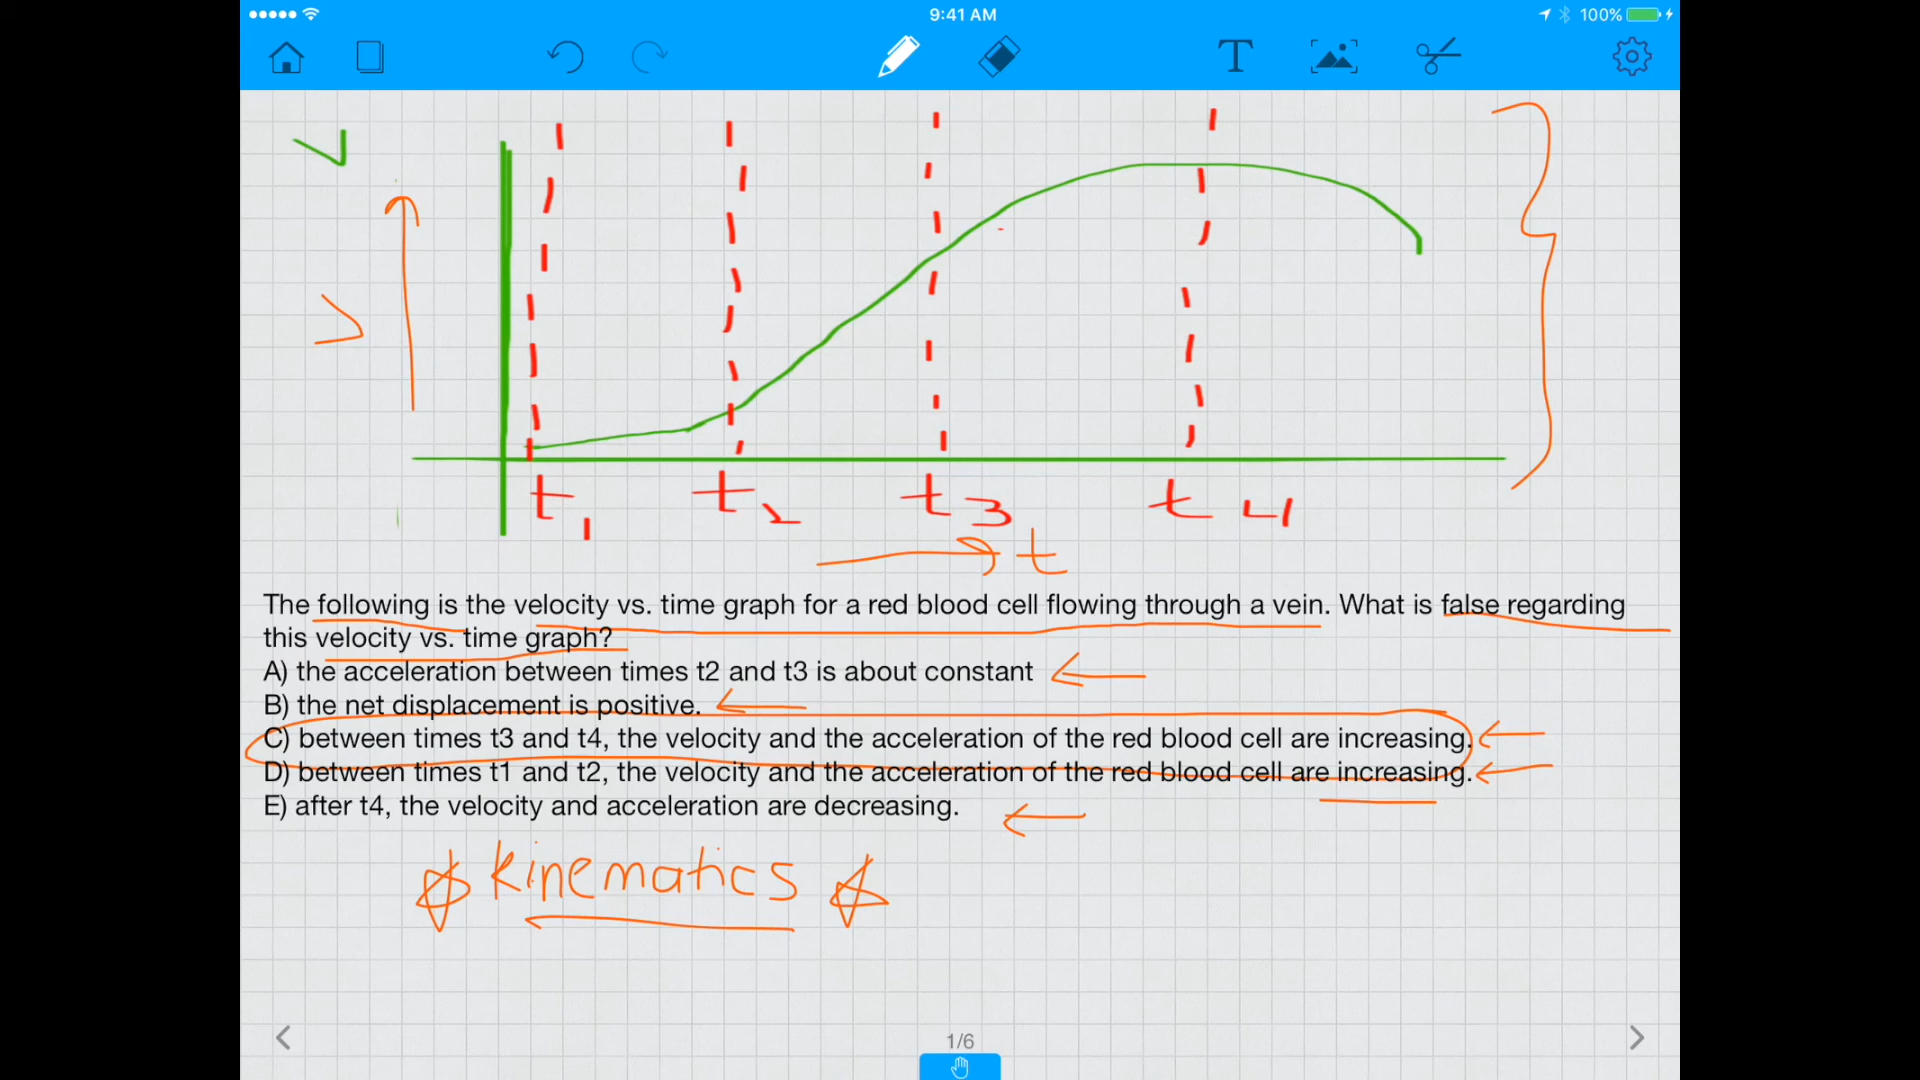 9:41 AM
100%
T
V
V
t1
t2
t3
t4
t
The following is the velocity vs. time graph for a red blood cell flowing through a vein. What is false regarding
this velocity vs. time graph?
A) the acceleration between times t2 and t3 is about constant
B) the net displacement is positive.
C) between times t3 and t4, the velocity and the acceleration of the red blood cell are increasing.
D) between times t1 and t2, the velocity and the acceleration of the red blood cell are increasing.
E) after t4, the velocity and acceleration are decreasing.
kinematics
1/6